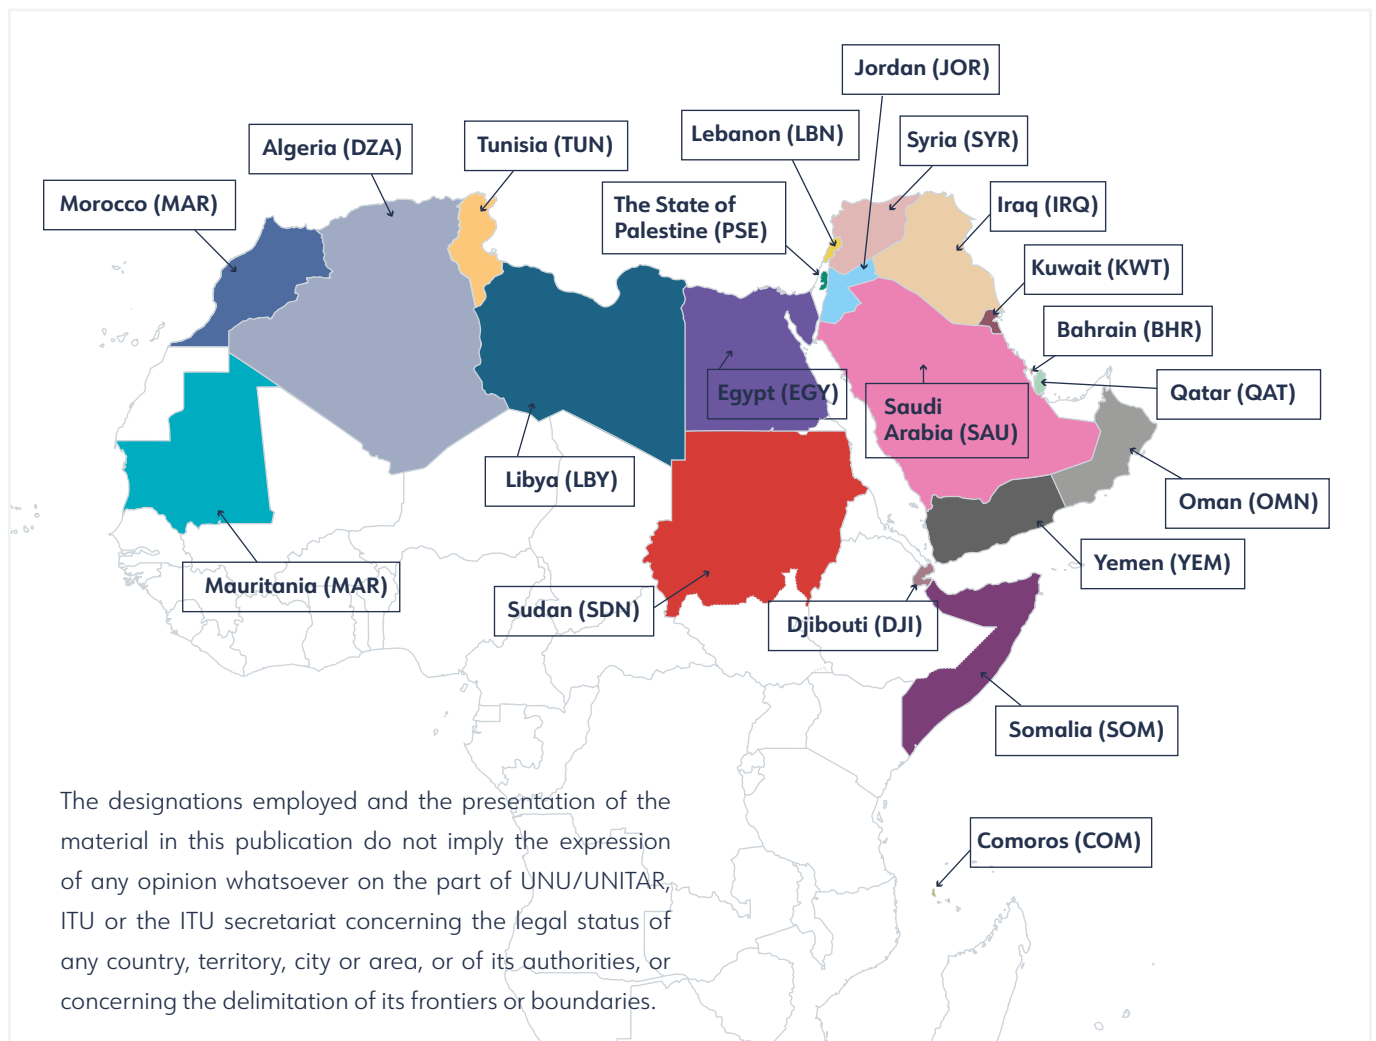 Jordan (JOR)
Lebanon (LBN)
Syria (SYR)
Algeria (DZA)
Tunisia (TUN)
Morocco (MAR)
The State of
Palestine (PSE)
Iraq (IRQ)
Kuwait (KWT)
Bahrain (BHR)
Qatar (QAT)
Egypt (EGY)
Saudi
Arabia (SAU)
Libya (LBY)
Oman (OMN)
Yemen (YEM)
Mauritania (MAR)
Sudan (SDN)
Djibouti (DJI)
Somalia (SOM)
Comoros (COM)
The designations employed and the presentation of the
material in this publication do not imply the expression
of any opinion whatsoever on the part of UNU/UNITAR,
ITU or the ITU secretariat concerning the legal status of
any country, territory, city or area, or of its authorities, or
concerning the delimitation of its frontiers or boundaries.